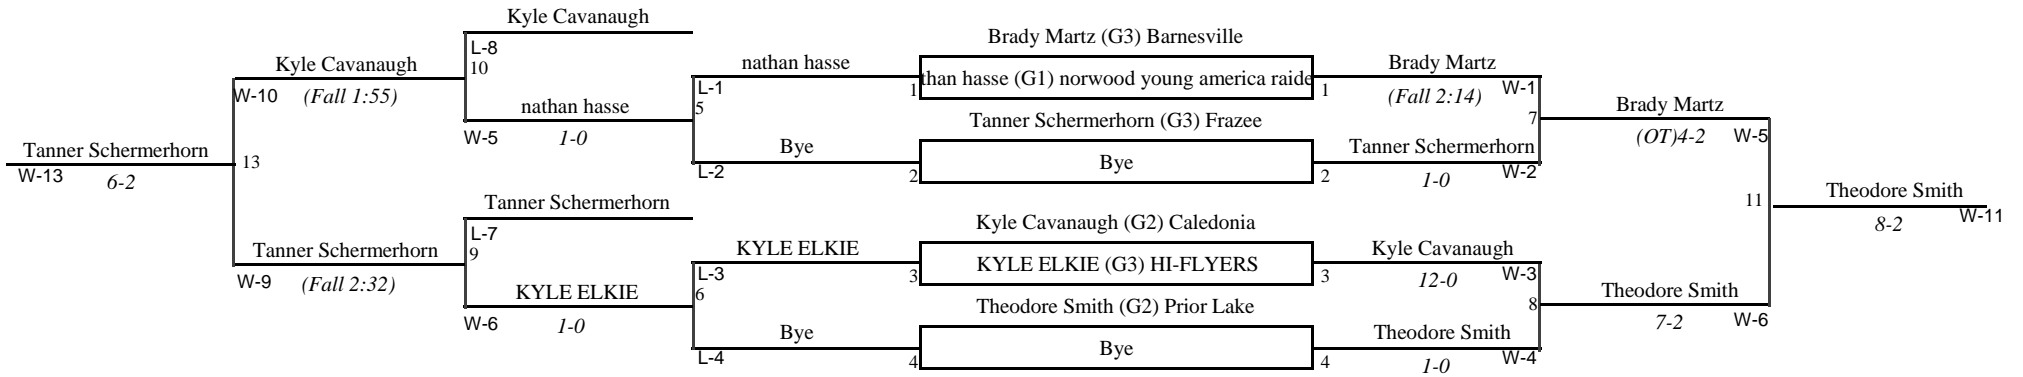 Kyle Cavanaugh
L-8
10
Kyle Cavanaugh
W-10 (Fall 1:55)
nathan hasse
W-5 1-0
Tanner Schermerhorn
W-13 6-2
13
Tanner Schermerhorn
L-7
9
Tanner Schermerhorn
W-9 (Fall 2:32)
KYLE ELKIE
W-6 1-0
nathan hasse
L-1
5
1
Bye
L-2
2
KYLE ELKIE
L-3
6
3
Bye
L-4
4
Brady Martz (G3) Barnesville
than hasse (G1) norwood young america raide
Tanner Schermerhorn (G3) Frazee
Bye
Kyle Cavanaugh (G2) Caledonia
KYLE ELKIE (G3) HI-FLYERS
Theodore Smith (G2) Prior Lake
Bye
Brady Martz
1 (Fall 2:14) W-1
7
Tanner Schermerhorn
2 1-0 W-2
Kyle Cavanaugh
3 12-0 W-3
8
Theodore Smith
4 1-0 W-4
Brady Martz
(OT)4-2 W-5
11
Theodore Smith
7-2 W-6
Theodore Smith
8-2 W-11